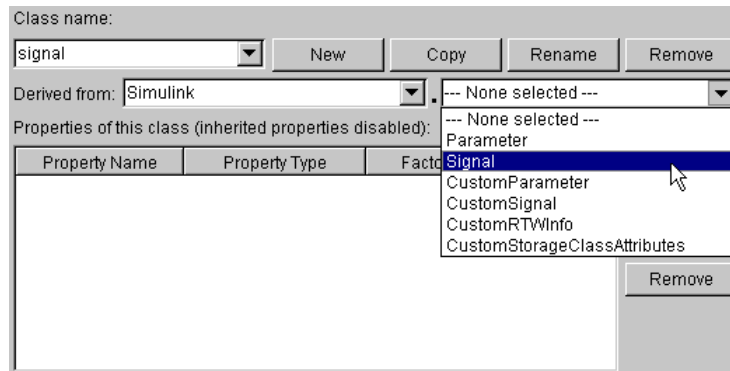 Class name:
signal New Copy Rename Remove
Derived from: Simulink . --- None selected ---
--- None selected ---
Properties of this class (inherited properties disabled):
Parameter
Property Name Property Type Facto
Signal
CustomParameter
CustomSignal
CustomRTWInfo
CustomStorageClassAttributes
Remove